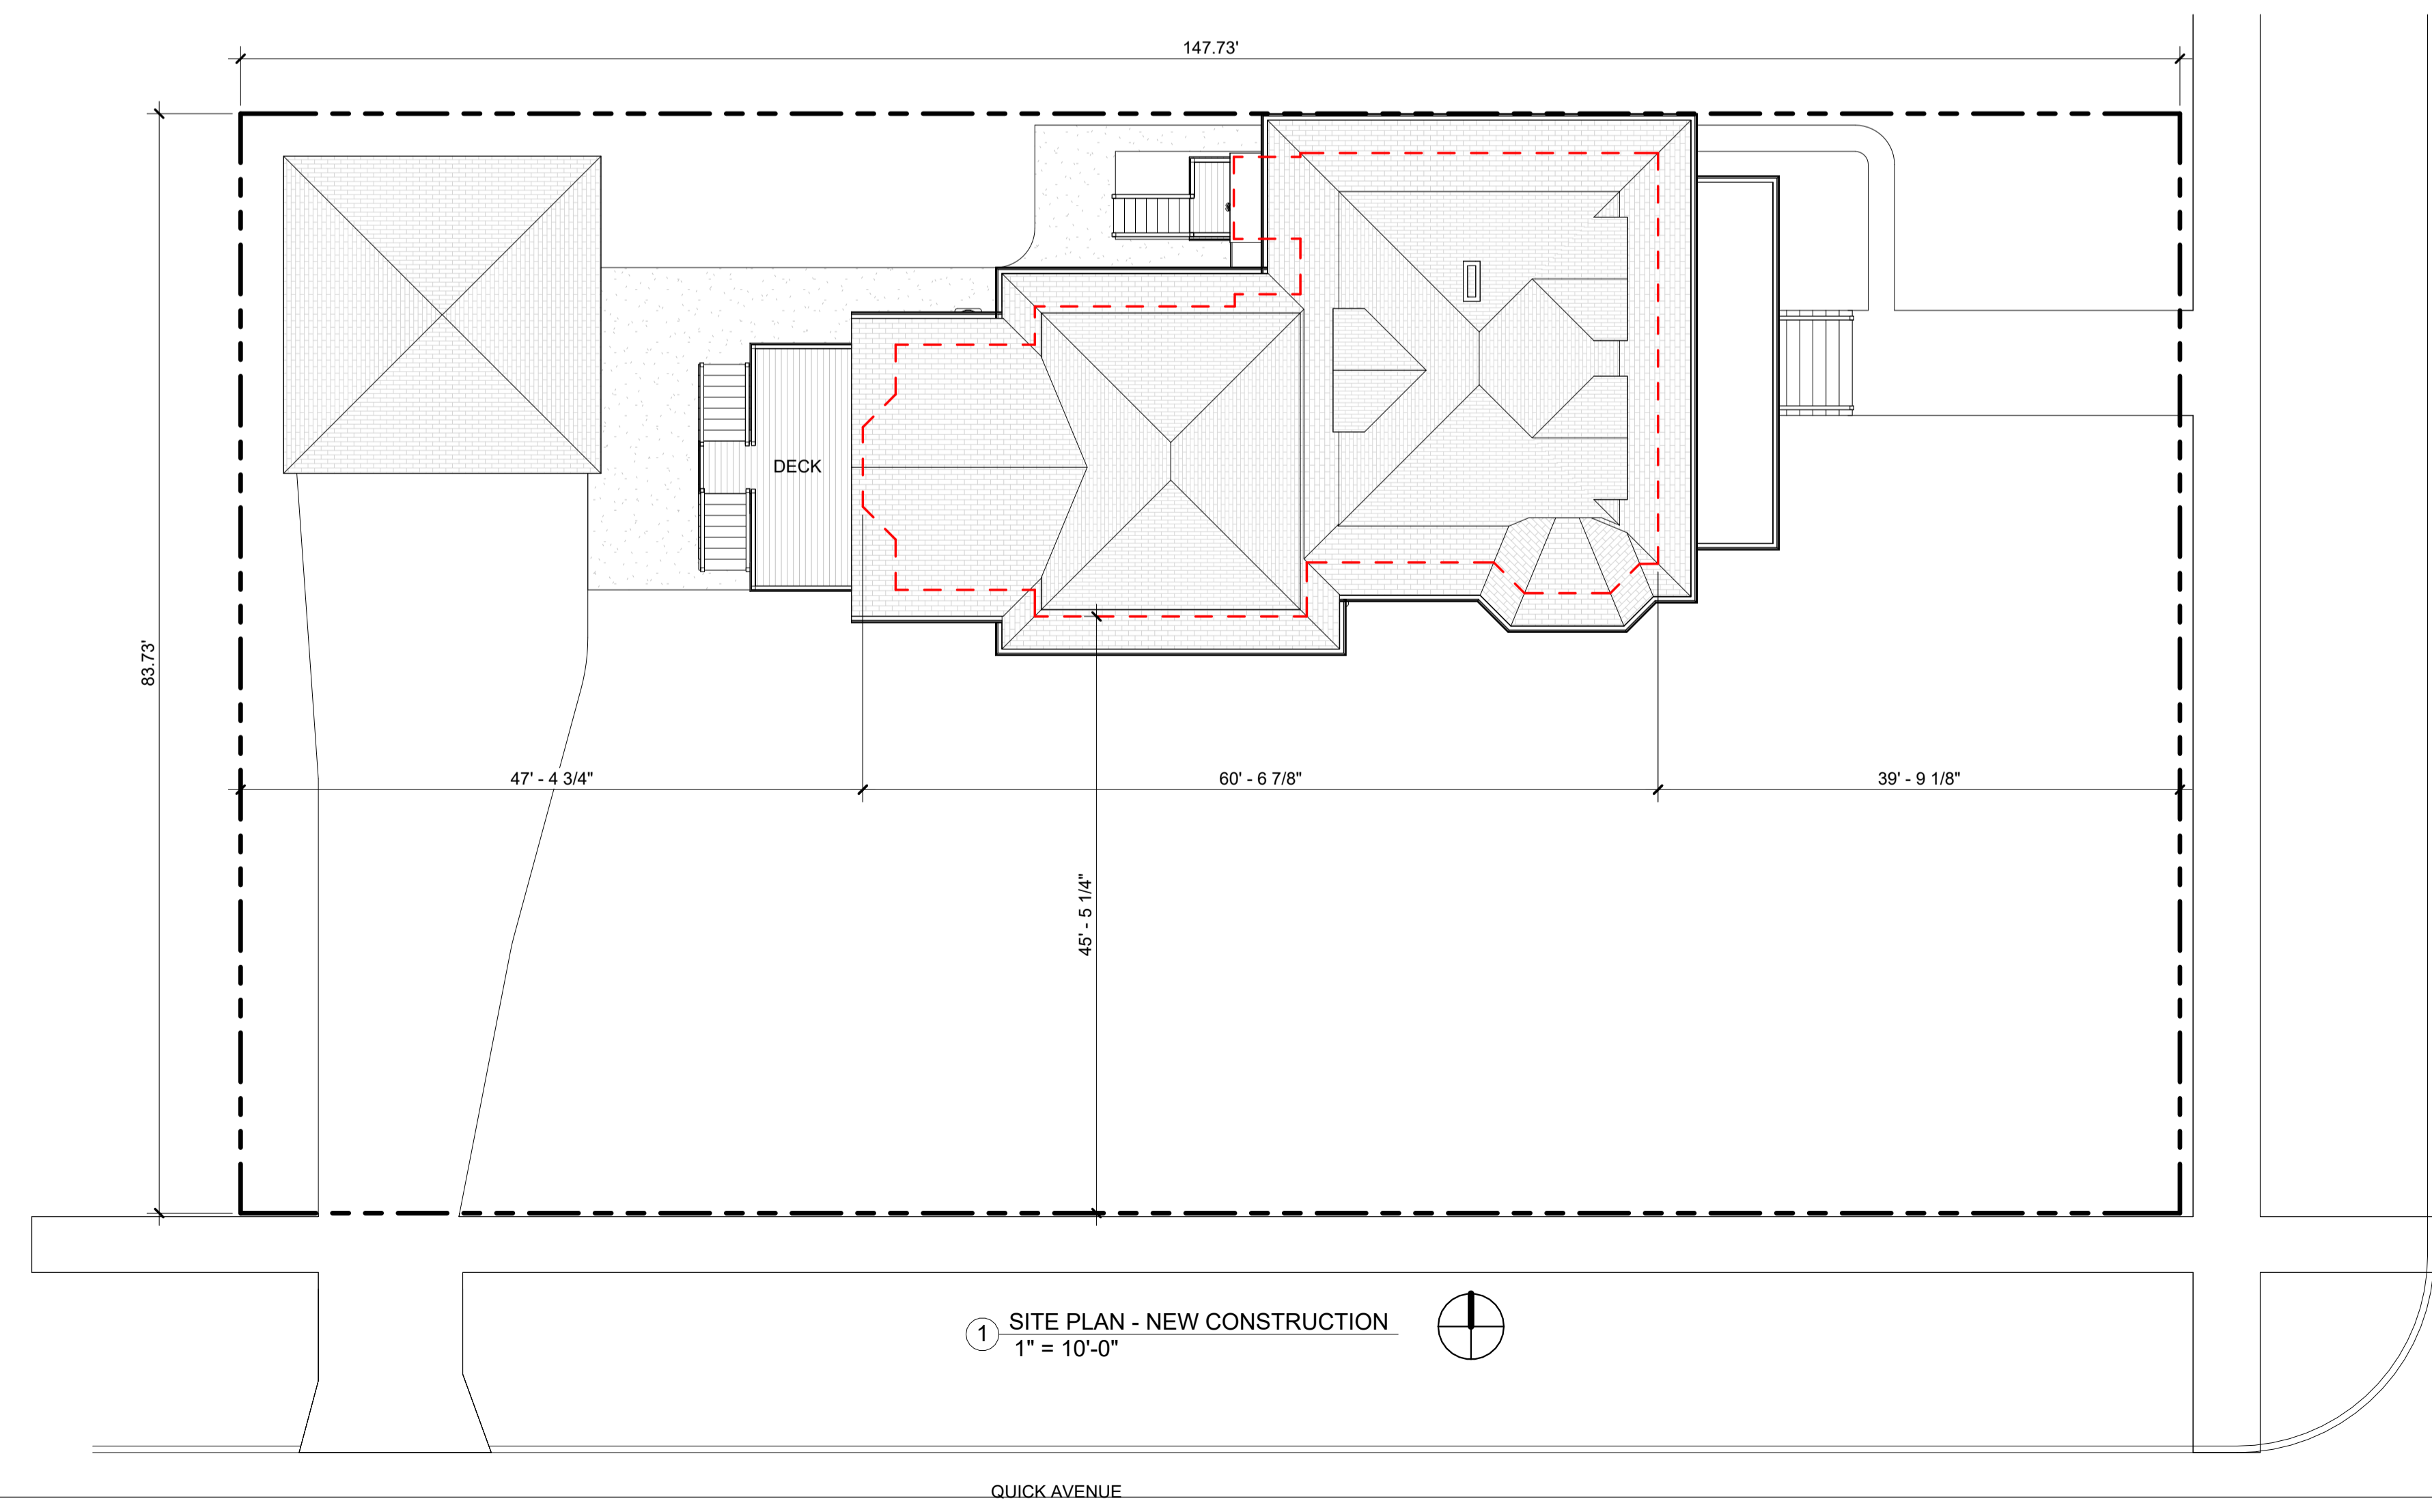 147.73'
DECK
83.73'
47' - 4 3/4"
60' - 6 7/8"
39' - 9 1/8"
45' - 5 1/4"
1
SITE PLAN - NEW CONSTRUCTION
1" = 10'-0"
QUICK AVENUE